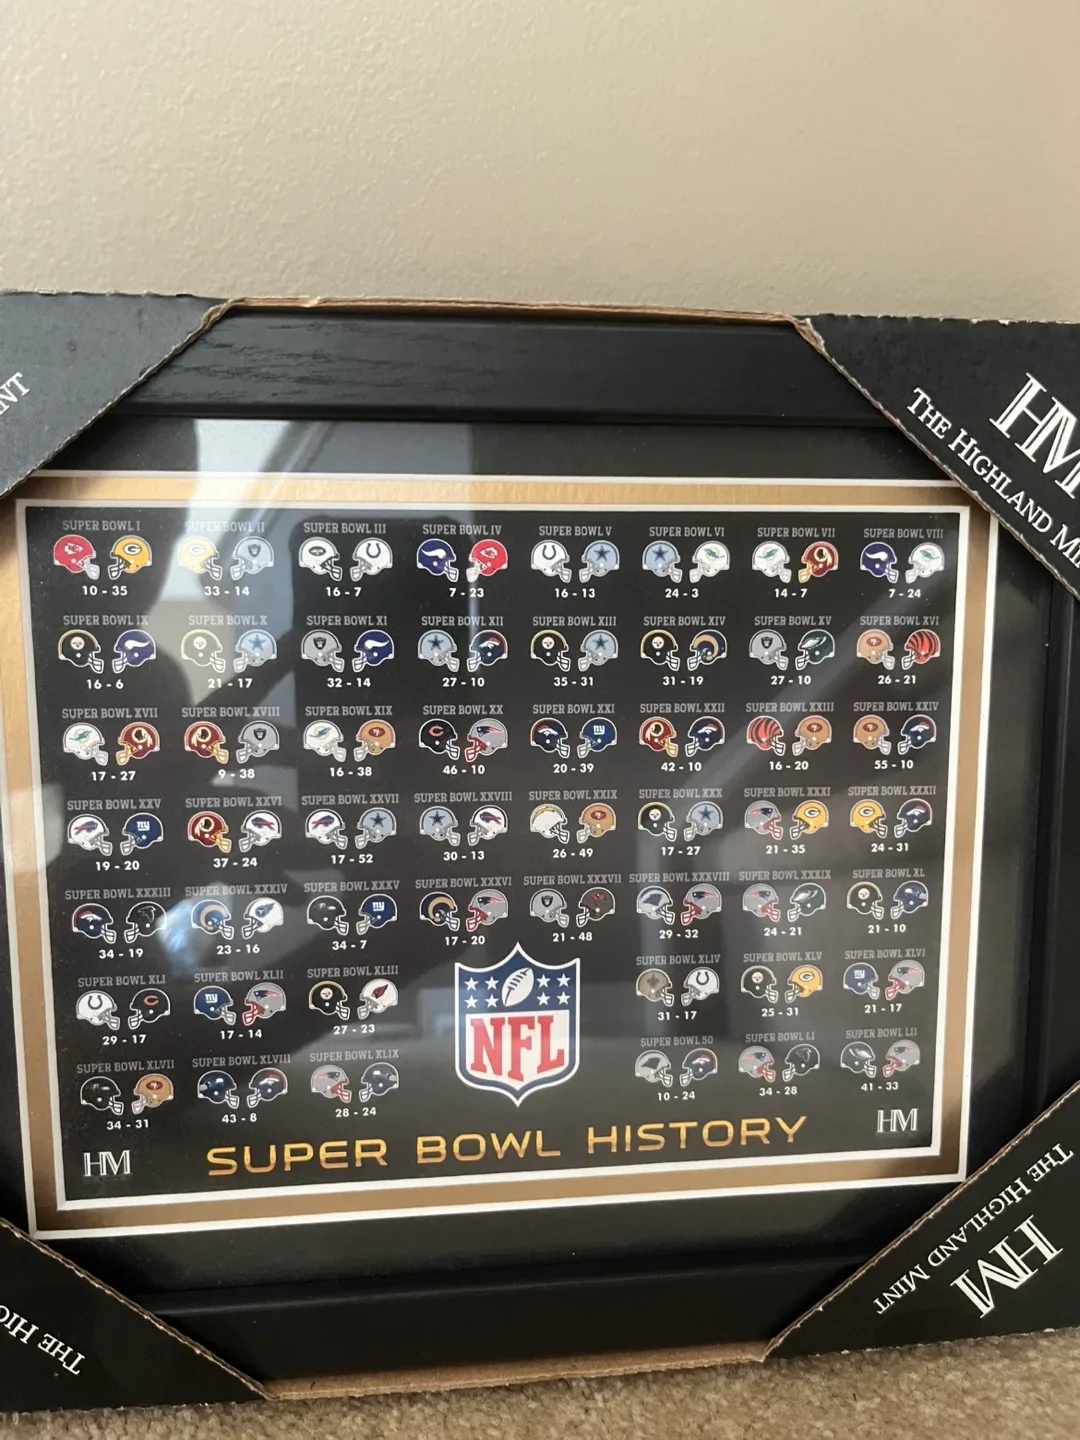 NT
HM
THE HIGHLAND MI
SUPER BOWL I SUPER BOWL II SUPER BOWL III SUPER BOWL IV SUPER BOWL V SUPER BOWL VI SUPER BOWL VII SUPER BOWL VIII
10 - 35 33 - 14 16 - 7 7 - 23 16 - 13 24 - 3 14 - 7 7 - 24
SUPER BOWL IX SUPER BOWL X SUPER BOWL XI SUPER BOWL XII SUPER BOWL XIII SUPER BOWL XIV SUPER BOWL XV SUPER BOWL XVI
16 - 6 21 - 17 32 - 14 27 - 10 35 - 31 31 - 19 27 - 10 26 - 21
SUPER BOWL XVII SUPER BOWL XVIII SUPER BOWL XIX SUPER BOWL XX SUPER BOWL XXI SUPER BOWL XXII SUPER BOWL XXIII SUPER BOWL XXIV
ny
17 - 27 9 - 38 16 - 38 46 - 10 20 - 39 42 - 10 16 - 20 55 - 10
SUPER BOWL XXV SUPER BOWL XXVI SUPER BOWL XXVII SUPER BOWL XXVIII SUPER BOWL XXIX SUPER BOWL XXX SUPER BOWL XXXI SUPER BOWL XXXII
ny
19 - 20 37 - 24 17 - 52 30 - 13 26 - 49 17 - 27 21 - 35 24 - 31
SUPER BOWL XXXIII SUPER BOWL XXXIV SUPER BOWL XXXV SUPER BOWL XXXVI SUPER BOWL XXXVII SUPER BOWL XXXVIII SUPER BOWL XXXIX SUPER BOWL XL
ny
34 - 19 23 - 16 34 - 7 17 - 20 21 - 48 29 - 32 24 - 21 21 - 10
SUPER BOWL XLI SUPER BOWL XLII SUPER BOWL XLIII SUPER BOWL XLIV SUPER BOWL XLV SUPER BOWL XLVI
ny ny
29 - 17 17 - 14 27 - 23 31 - 17 25 - 31 21 - 17
NFL
SUPER BOWL XLVII SUPER BOWL XLVIII SUPER BOWL XLIX SUPER BOWL 50 SUPER BOWL LI SUPER BOWL LII
34 - 31 43 - 8 28 - 24 10 - 24 34 - 28 41 - 33
HM SUPER BOWL HISTORY HM
THE HIG
THE HIGHLAND MINT
HM